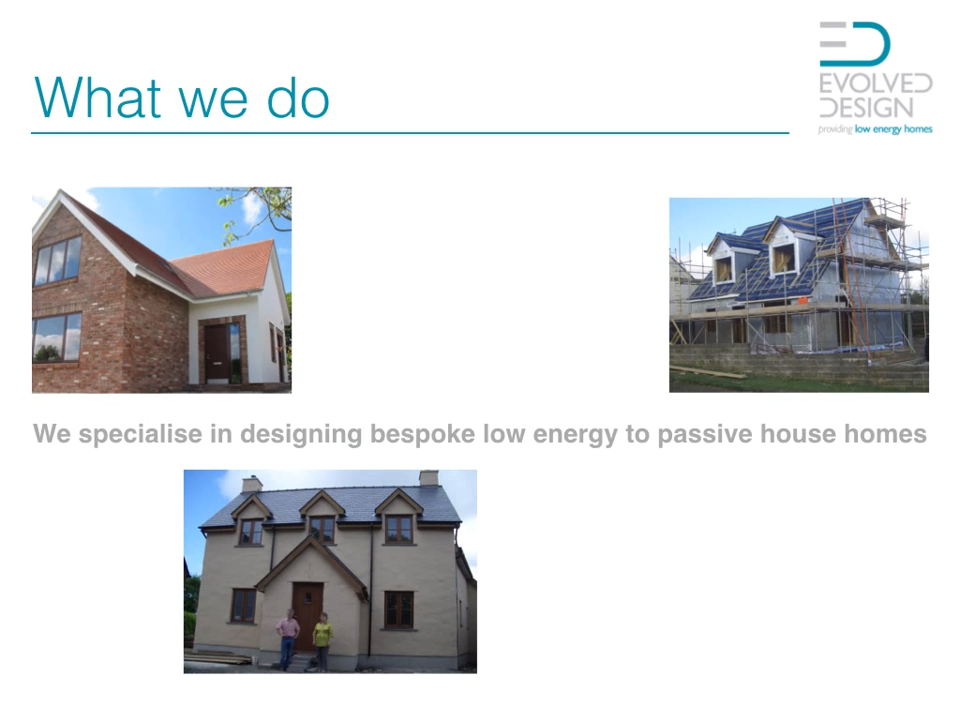 What we do
EVOLVED
DESIGN
providing low energy homes
We specialise in designing bespoke low energy to passive house homes